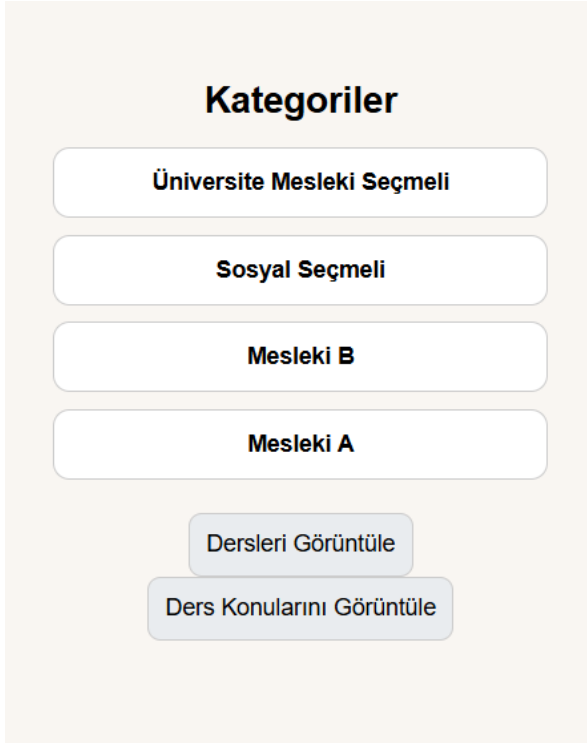 Kategoriler
Üniversite Mesleki Seçmeli
Sosyal Seçmeli
Mesleki B
Mesleki A
Dersleri Görüntüle
Ders Konularını Görüntüle